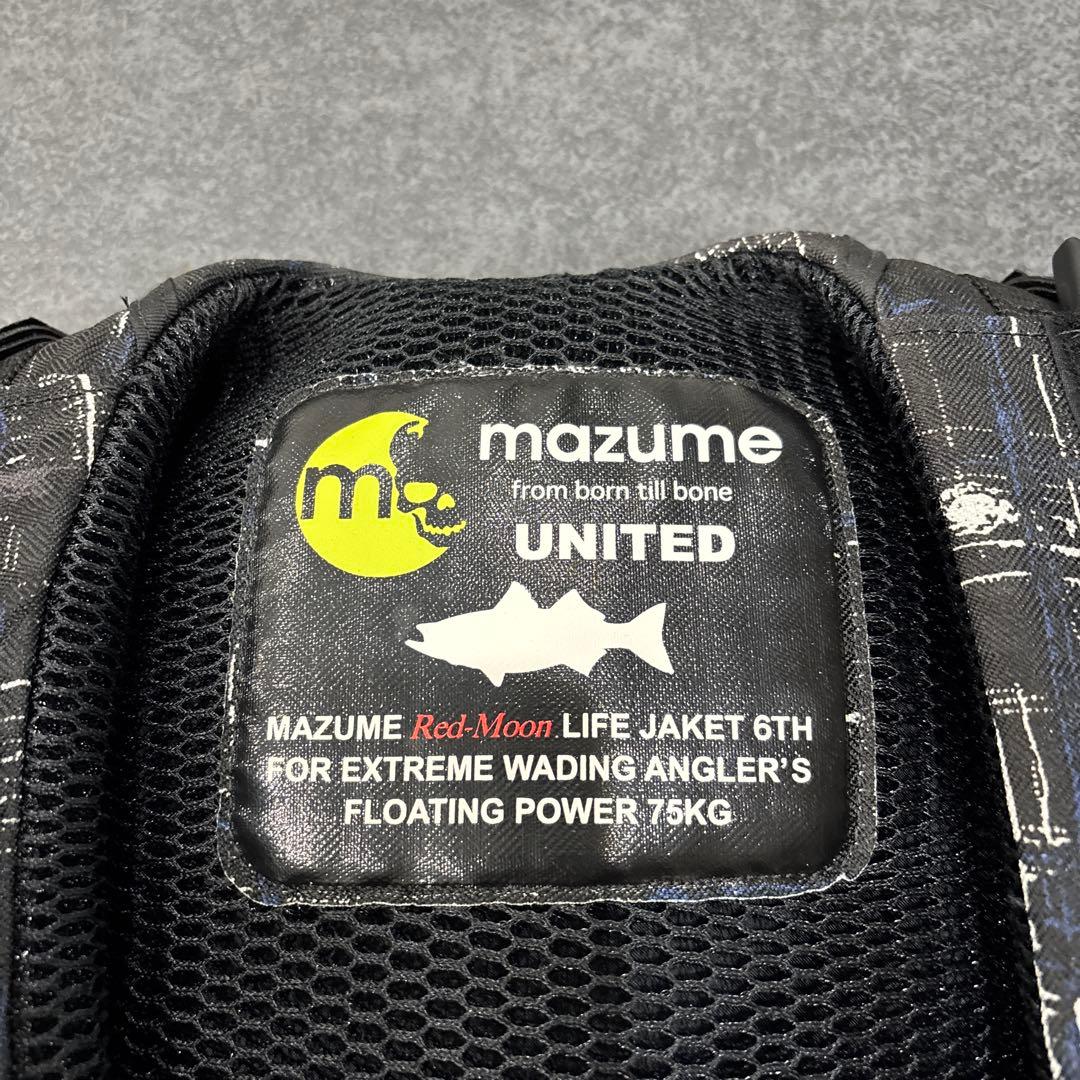 m
mazume
from born till bone
UNITED
MAZUME Red-Moon LIFE JAKET 6TH
FOR EXTREME WADING ANGLER'S
FLOATING POWER 75KG